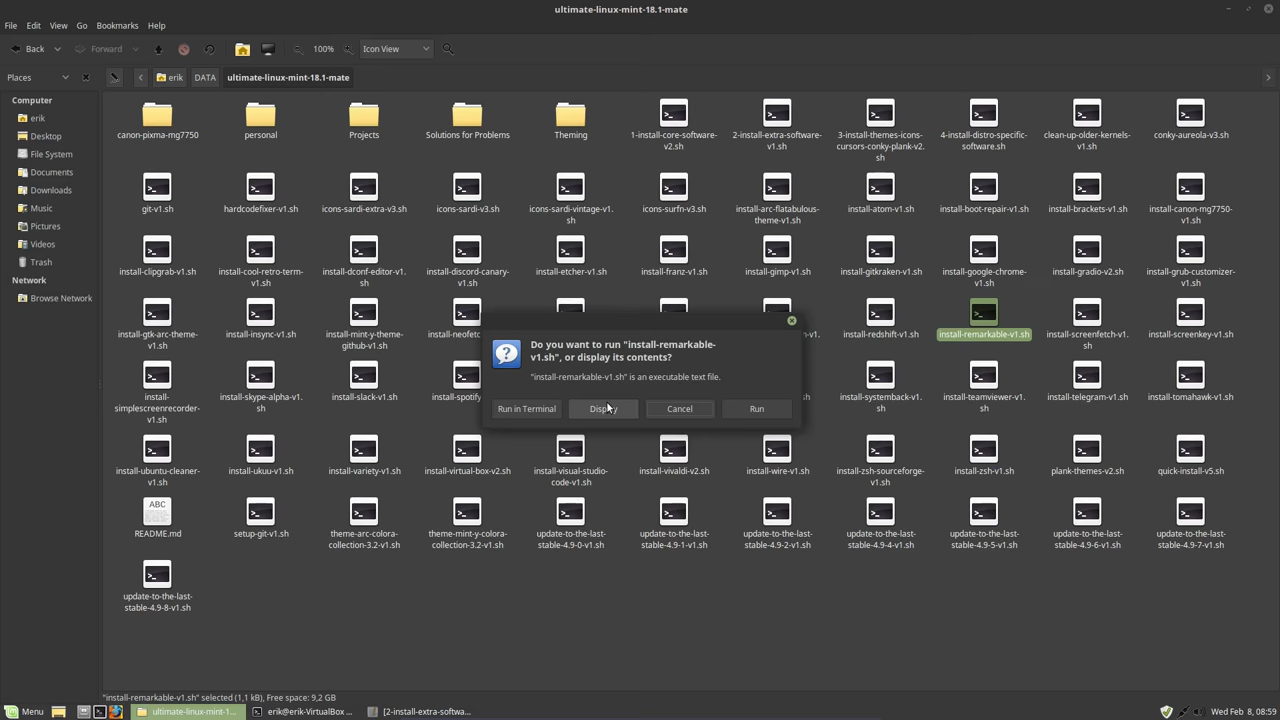 ultimate-linux-mint-18.1-mate
File Edit View Go Bookmarks Help
Back Forward 100% Icon View
Places erik DATA ultimate-linux-mint-18.1-mate
Computer
erik
Desktop
File System
Documents
Downloads
Music
Pictures
Videos
Trash
Network
Browse Network
canon-pixma-mg7750
personal
Projects
Solutions for Problems
Theming
1-install-core-software-
v2.sh
2-install-extra-software-
v1.sh
3-install-themes-icons-
cursors-conky-plank-v2.
sh
4-install-distro-specific-
software.sh
clean-up-older-kernels-
v1.sh
conky-aureola-v3.sh
git-v1.sh
hardcodefixer-v1.sh
icons-sardi-extra-v3.sh
icons-sardi-v3.sh
icons-sardi-vintage-v1.
sh
icons-surfn-v3.sh
install-arc-flatabulous-
theme-v1.sh
install-atom-v1.sh
install-boot-repair-v1.sh
install-brackets-v1.sh
install-canon-mg7750-
v1.sh
install-clipgrab-v1.sh
install-cool-retro-term-
v1.sh
install-dconf-editor-v1.
sh
install-discord-canary-
v1.sh
install-etcher-v1.sh
install-franz-v1.sh
install-gimp-v1.sh
install-gitkraken-v1.sh
install-google-chrome-
v1.sh
install-gradio-v2.sh
install-grub-customizer-
v1.sh
install-gtk-arc-theme-
v1.sh
install-insync-v1.sh
install-mint-y-theme-
github-v1.sh
install-neofetc
n-v1.
install-redshift-v1.sh
install-remarkable-v1.sh
install-screenfetch-v1.
sh
install-screenkey-v1.sh
install-
simplescreenrecorder-
v1.sh
install-skype-alpha-v1.
sh
install-slack-v1.sh
install-spotify
install-systemback-v1.
sh
install-teamviewer-v1.
sh
install-telegram-v1.sh
install-tomahawk-v1.sh
install-ubuntu-cleaner-
v1.sh
install-ukuu-v1.sh
install-variety-v1.sh
install-virtual-box-v2.sh
install-visual-studio-
code-v1.sh
install-vivaldi-v2.sh
install-wire-v1.sh
install-zsh-sourceforge-
v1.sh
install-zsh-v1.sh
plank-themes-v2.sh
quick-install-v5.sh
ABC
README.md
setup-git-v1.sh
theme-arc-colora-
collection-3.2-v1.sh
theme-mint-y-colora-
collection-3.2-v1.sh
update-to-the-last-
stable-4.9-0-v1.sh
update-to-the-last-
stable-4.9-1-v1.sh
update-to-the-last-
stable-4.9-2-v1.sh
update-to-the-last-
stable-4.9-4-v1.sh
update-to-the-last-
stable-4.9-5-v1.sh
update-to-the-last-
stable-4.9-6-v1.sh
update-to-the-last-
stable-4.9-7-v1.sh
update-to-the-last-
stable-4.9-8-v1.sh
Do you want to run "install-remarkable-
v1.sh", or display its contents?
"install-remarkable-v1.sh" is an executable text file.
Run in Terminal Display Cancel Run
"install-remarkable-v1.sh" selected (1,1 kB), Free space: 9,2 GB
Menu ultimate-linux-mint-1... erik@erik-VirtualBox ... [2-install-extra-softwa... Wed Feb 8, 08:59